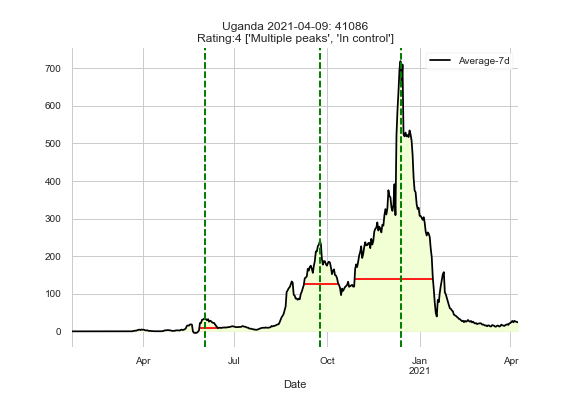 Uganda 2021-04-09: 41086
Rating:4 ['Multiple peaks', 'In control']
Average-7d
700
600
500
400
300
200
100
0
Apr Jul Oct Jan Apr
2021
Date